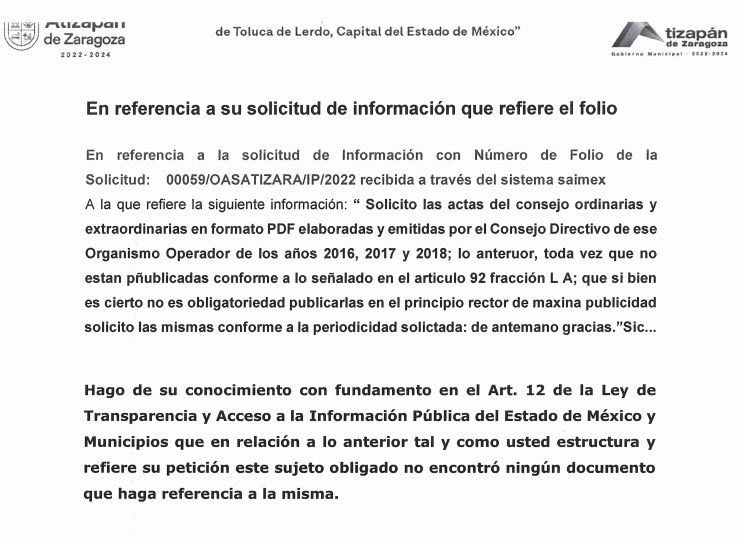 Atizapán
de Zaragoza
2022-2024
de Toluca de Lerdo, Capital del Estado de México"
tizapán
de Zaragoza
Gobierno Municipal · 2022-2024
En referencia a su solicitud de información que refiere el folio
En referencia a la solicitud de Información con Número de Folio de la
Solicitud: 00059/OASATIZARA/IP/2022 recibida a través del sistema saimex
A la que refiere la siguiente información: " Solicito las actas del consejo ordinarias y
extraordinarias en formato PDF elaboradas y emitidas por el Consejo Directivo de ese
Organismo Operador de los años 2016, 2017 y 2018; lo anteruor, toda vez que no
estan pñublicadas conforme a lo señalado en el articulo 92 fracción L A; que si bien
es cierto no es obligatoriedad publicarlas en el principio rector de maxina publicidad
solicito las mismas conforme a la periodicidad solictada: de antemano gracias."Sic...
Hago de su conocimiento con fundamento en el Art. 12 de la Ley de
Transparencia y Acceso a la Información Pública del Estado de México y
Municipios que en relación a lo anterior tal y como usted estructura y
refiere su petición este sujeto obligado no encontró ningún documento
que haga referencia a la misma.